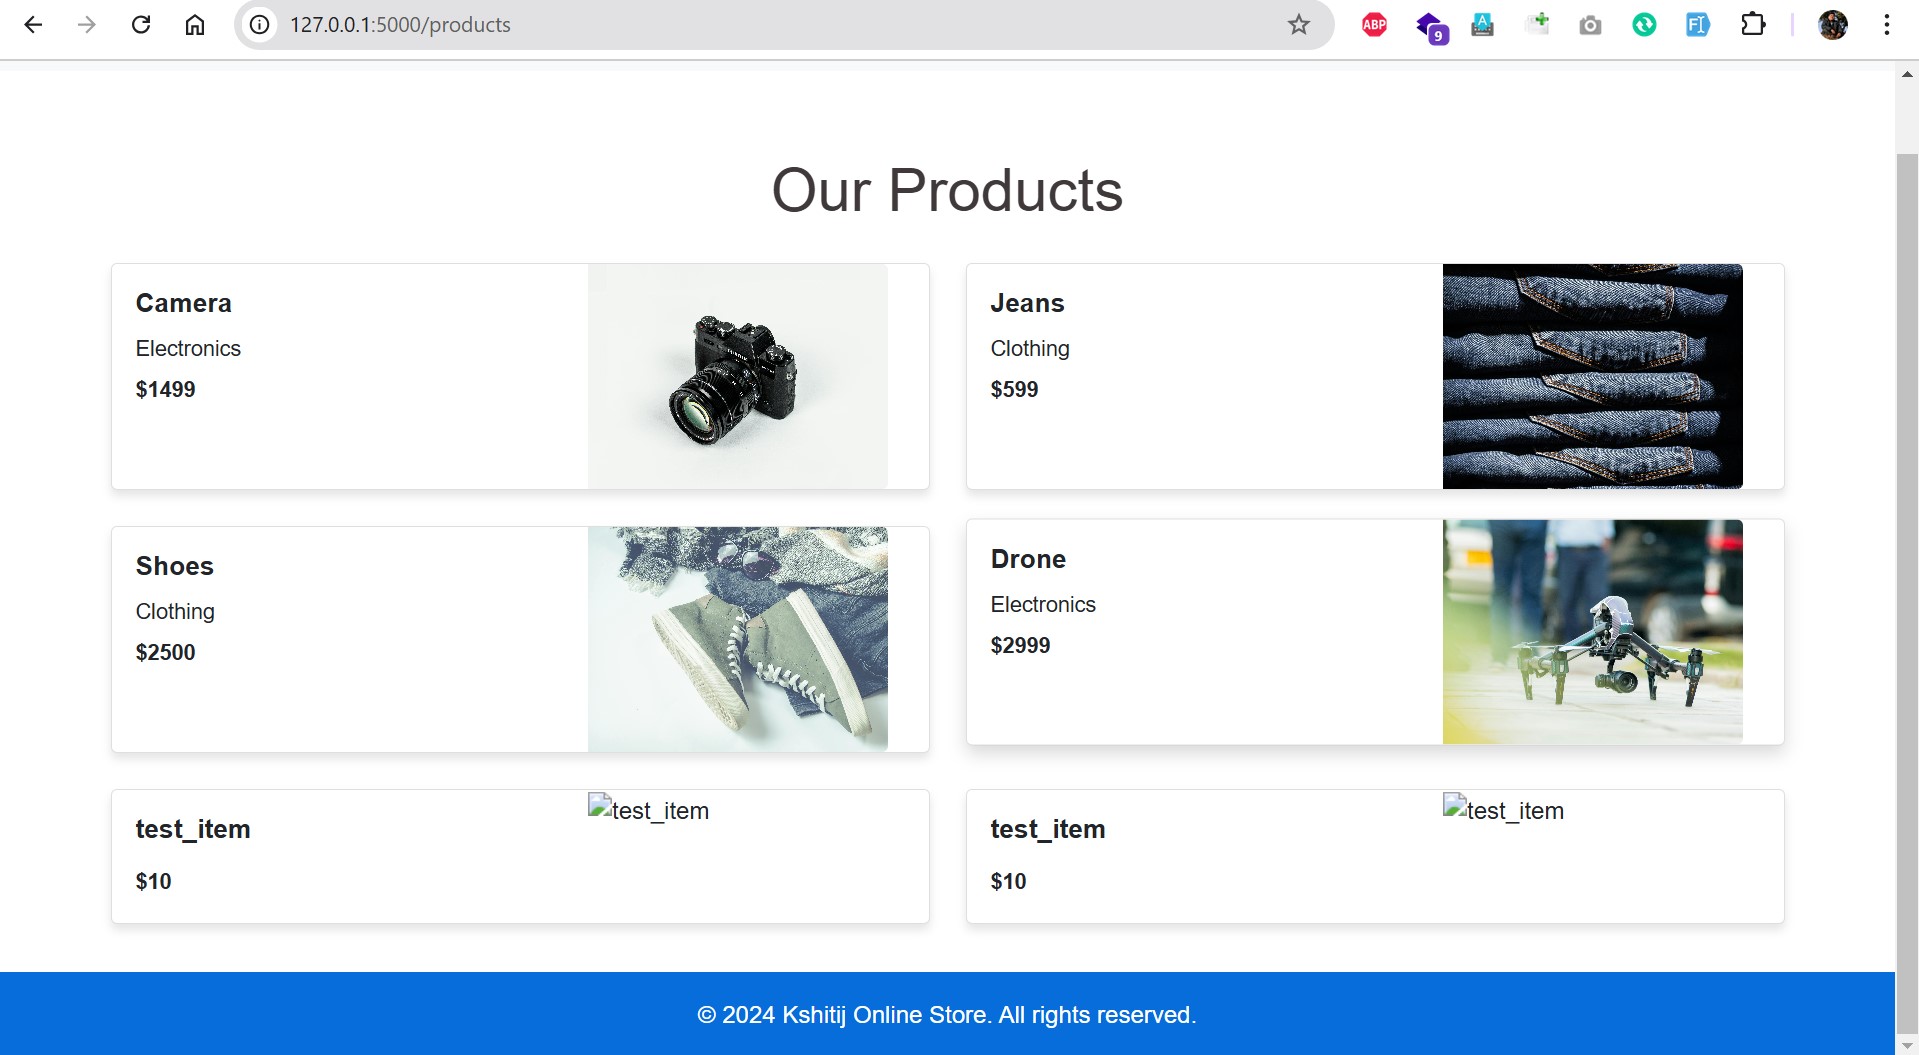 127.0.0.1:5000/products
ABP
9
A
Our Products
Camera
Electronics
$1499
Jeans
Clothing
$599
Shoes
Clothing
$2500
Drone
Electronics
$2999
test_item
test_item
$10
test_item
test_item
$10
© 2024 Kshitij Online Store. All rights reserved.